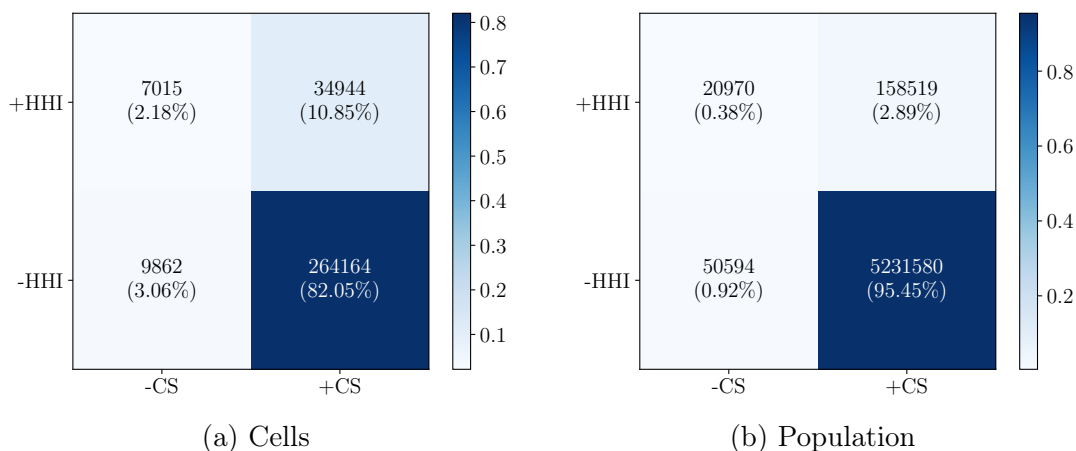 +HHI
-HHI
7015
(2.18%)
34944
(10.85%)
9862
(3.06%)
264164
(82.05%)
-CS
+CS
0.8
0.7
0.6
0.5
0.4
0.3
0.2
0.1
(a) Cells
+HHI
-HHI
20970
(0.38%)
158519
(2.89%)
50594
(0.92%)
5231580
(95.45%)
-CS
+CS
0.8
0.6
0.4
0.2
(b) Population